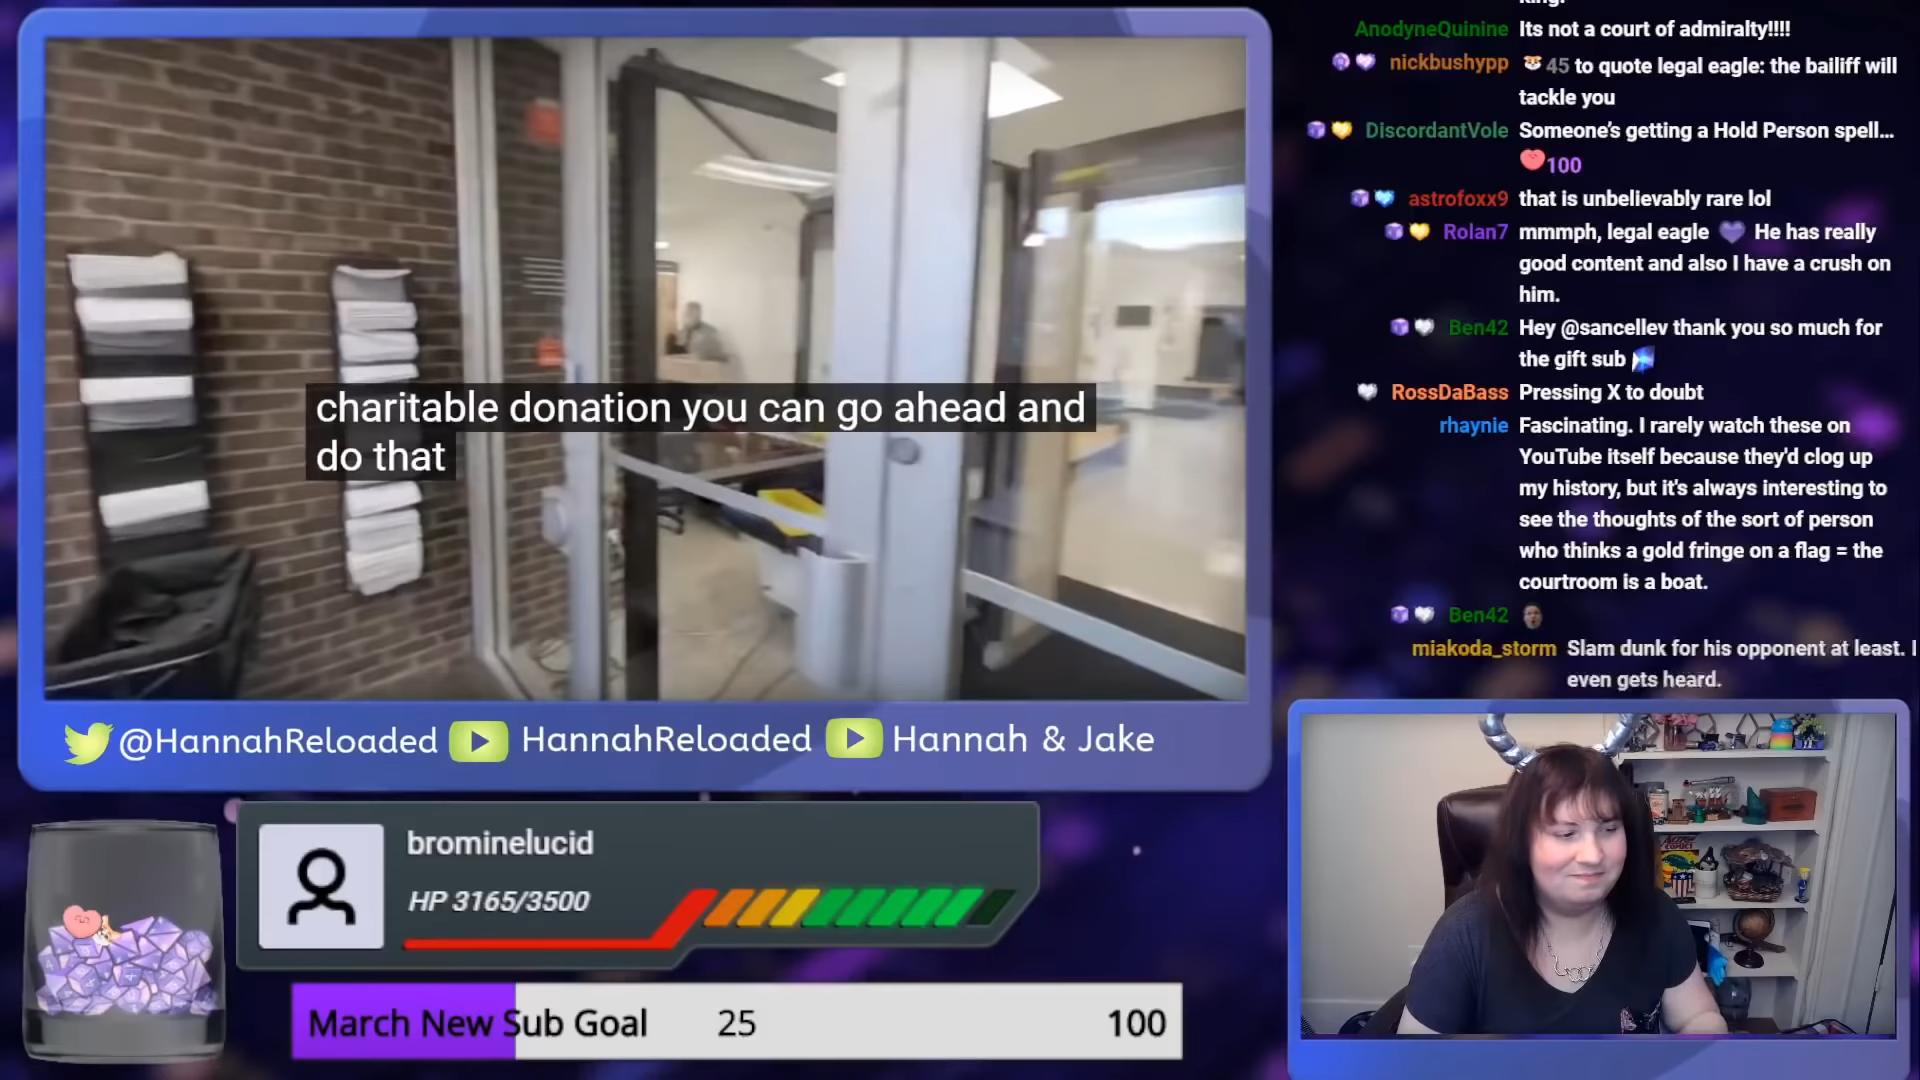 charitable donation you can go ahead and
do that
@HannahReloaded HannahReloaded Hannah & Jake
brominelucid
HP 3165/3500
March New Sub Goal 25 100
king!
AnodyneQuinine Its not a court of admiralty!!!!
nickbushypp 45 to quote legal eagle: the bailiff will
tackle you
DiscordantVole Someone's getting a Hold Person spell...
100
astrofoxx9 that is unbelievably rare lol
Rolan7 mmmph, legal eagle He has really
good content and also I have a crush on
him.
Ben42 Hey @sancellev thank you so much for
the gift sub
RossDaBass Pressing X to doubt
rhaynie Fascinating. I rarely watch these on
YouTube itself because they'd clog up
my history, but it's always interesting to
see the thoughts of the sort of person
who thinks a gold fringe on a flag = the
courtroom is a boat.
Ben42
miakoda_storm Slam dunk for his opponent at least. I
even gets heard.